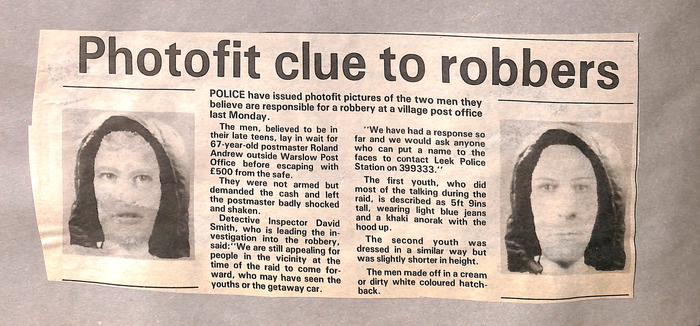 Photofit clue to robbers
POLICE have issued photofit pictures of the two men they
believe are responsible for a robbery at a village post office
last Monday.
The men, believed to be in
their late teens, lay in wait for
67-year-old postmaster Roland
Andrew outside Warslow Post
Office before escaping with
£500 from the safe.
They were not armed but
demanded the cash and left
the postmaster badly shocked
and shaken.
Detective Inspector David
Smith, who is leading the in-
vestigation into the robbery,
said:"We are still appealing for
people in the vicinity at the
time of the raid to come for-
ward, who may have seen the
youths or the getaway car.
"We have had a response so
far and we would ask anyone
who can put a name to the
faces to contact Leek Police
Station on 399333."
The first youth, who did
most of the talking during the
raid, is described as 5ft 9ins
tall, wearing light blue jeans
and a khaki anorak with the
hood up.
The second youth was
dressed in a similar way but
was slightly shorter in height.
The men made off in a cream
or dirty white coloured hatch-
back.